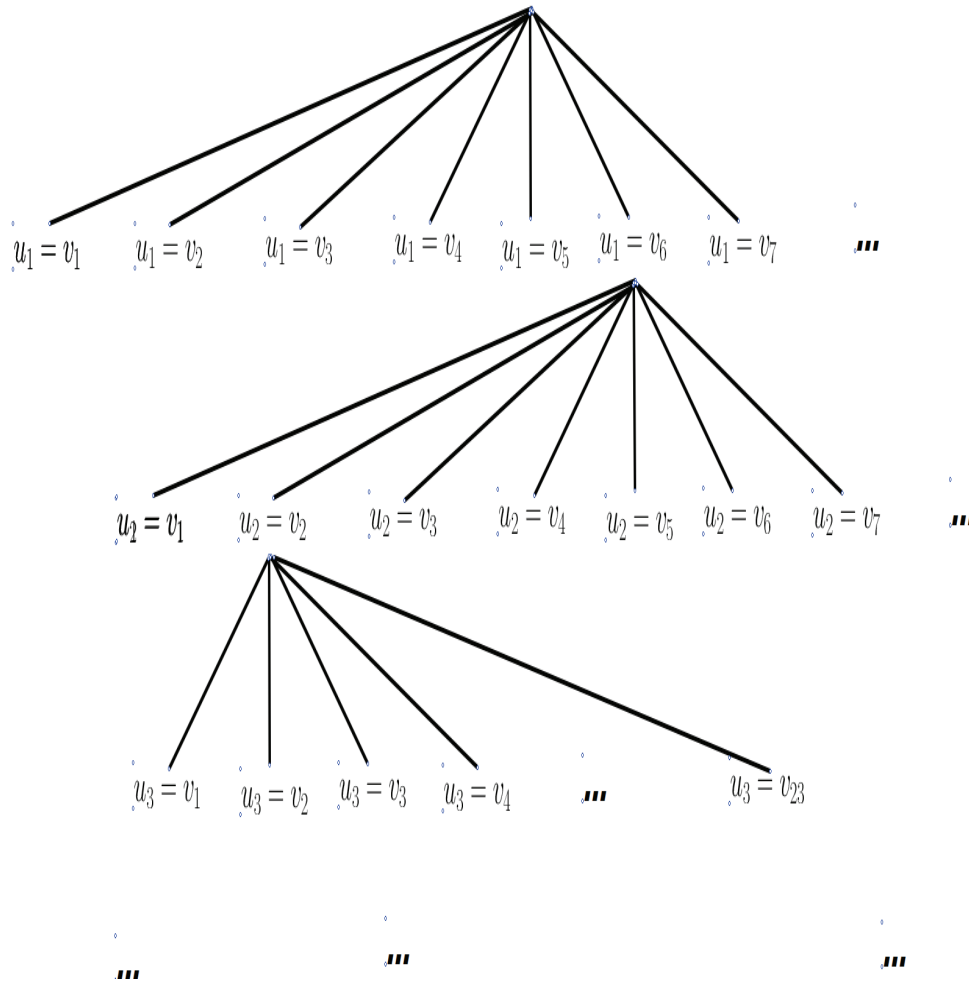 u₁ = v₁ u₁ = v₂ u₁ = v₃ u₁ = v₄ u₁ = v₅ u₁ = v₆ u₁ = v₇ ...
u₂ = v₁ u₂ = v₂ u₂ = v₃ u₂ = v₄ u₂ = v₅ u₂ = v₆ u₂ = v₇ ...
u₃ = v₁ u₃ = v₂ u₃ = v₃ u₃ = v₄ ... u₃ = v₂₃
... ... ...